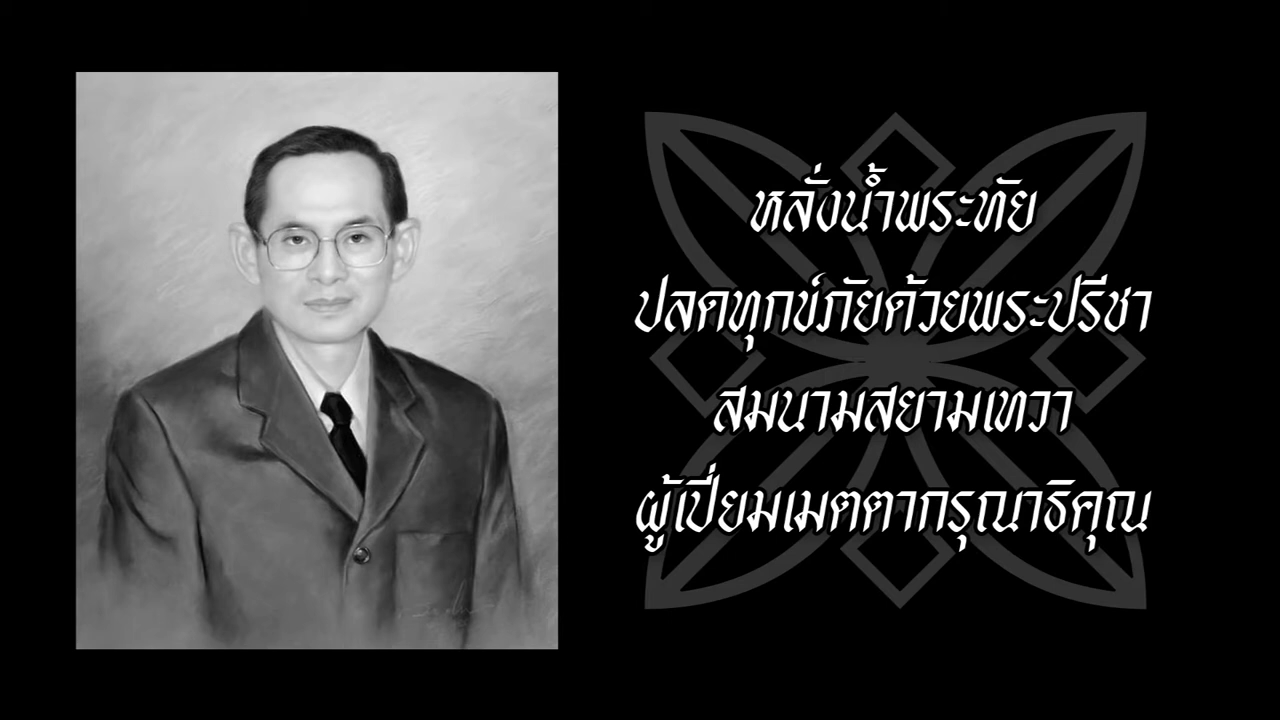 หลั่งน้ำพระทัย
ปลดทุกข์ภัยด้วยพระปรีชา
สมนามสยามเทวา
ผู้เปี่ยมเมตตากรุณาธิคุณ